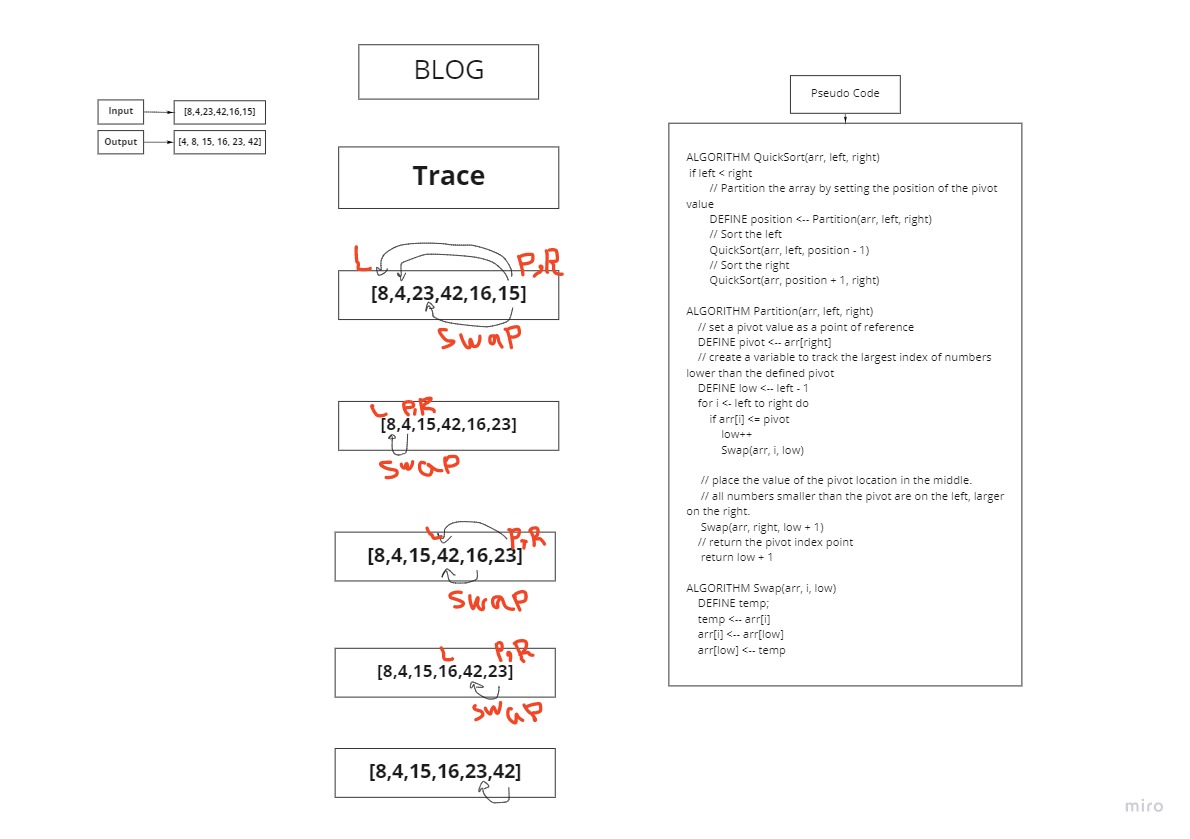 BLOG
Input
[8,4,23,42,16,15]
Output
[4, 8, 15, 16, 23, 42]
Trace
L
P,R
[8,4,23,42,16,15]
swap
L P,R
[8,4,15,42,16,23]
swap
L
P,R
[8,4,15,42,16,23]
swap
L P,R
[8,4,15,16,42,23]
swap
[8,4,15,16,23,42]
Pseudo Code
ALGORITHM QuickSort(arr, left, right)
if left < right
// Partition the array by setting the position of the pivot
value
DEFINE position <-- Partition(arr, left, right)
// Sort the left
QuickSort(arr, left, position - 1)
// Sort the right
QuickSort(arr, position + 1, right)
ALGORITHM Partition(arr, left, right)
// set a pivot value as a point of reference
DEFINE pivot <-- arr[right]
// create a variable to track the largest index of numbers
lower than the defined pivot
DEFINE low <-- left - 1
for i <- left to right do
if arr[i] <= pivot
low++
Swap(arr, i, low)
// place the value of the pivot location in the middle.
// all numbers smaller than the pivot are on the left, larger
on the right.
Swap(arr, right, low + 1)
// return the pivot index point
return low + 1
ALGORITHM Swap(arr, i, low)
DEFINE temp;
temp <-- arr[i]
arr[i] <-- arr[low]
arr[low] <-- temp
miro